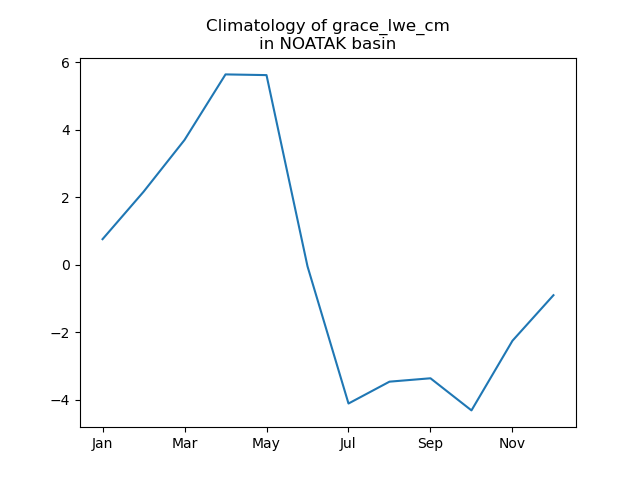 Climatology of grace_lwe_cm
in NOATAK basin
6
4
2
0
−2
−4
Jan
Mar
May
Jul
Sep
Nov